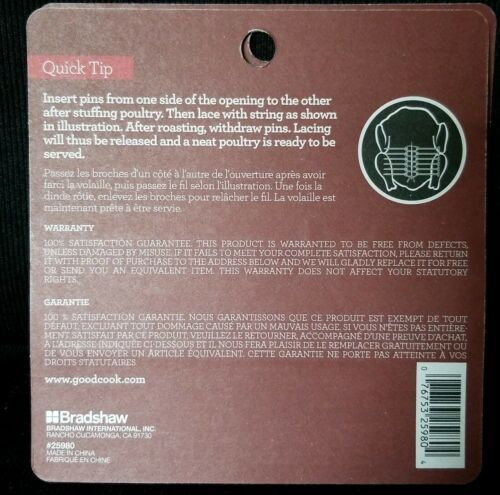 Quick Tip
Insert pins from one side of the opening to the other
after stuffing poultry. Then lace with string as shown
in illustration. After roasting, withdraw pins. Lacing
will thus be released and a neat poultry is ready to be
served.
Passez les broches d'un côté à l'autre de l'ouverture après avoir
farci la volaille, puis passez le fil selon l'illustration. Une fois la
dinde rôtie, enlevez les broches pour relâcher le fil. La volaille est
maintenant prête à être servie.
WARRANTY
100% SATISFACTION GUARANTEE. THIS PRODUCT IS WARRANTED TO BE FREE FROM DEFECTS,
UNLESS DAMAGED BY MISUSE. IF IT FAILS TO MEET YOUR COMPLETE SATISFACTION, PLEASE RETURN
IT WITH PROOF OF PURCHASE TO THE ADDRESS BELOW AND WE WILL GLADLY REPLACE IT FOR FREE
OR SEND YOU AN EQUIVALENT ITEM. THIS WARRANTY DOES NOT AFFECT YOUR STATUTORY
RIGHTS.
GARANTIE
100 % SATISFACTION GARANTIE. NOUS GARANTISSONS QUE CE PRODUIT EST EXEMPT DE TOUT
DÉFAUT, EXCLUANT TOUT DOMMAGE CAUSÉ PAR UN MAUVAIS USAGE. SI VOUS N'ÊTES PAS ENTIÈRE-
MENT SATISFAIT PAR CE PRODUIT, VEUILLEZ LE RETOURNER, ACCOMPAGNÉ D'UNE PREUVE D'ACHAT,
À L'ADRESSE INDIQUÉE CI DESSOUS ET IL NOUS FERA PLAISIR DE LE REMPLACER GRATUITEMENT OU
DE VOUS ENVOYER UN ARTICLE ÉQUIVALENT. CETTE GARANTIE NE PORTE PAS ATTEINTE À VOS
DROITS STATUTAIRES.
www.goodcook.com
Bradshaw
BRADSHAW INTERNATIONAL, INC.
RANCHO CUCAMONGA, CA 91730
#25980
MADE IN CHINA
FABRIQUÉ EN CHINE
0 76753 25980 4